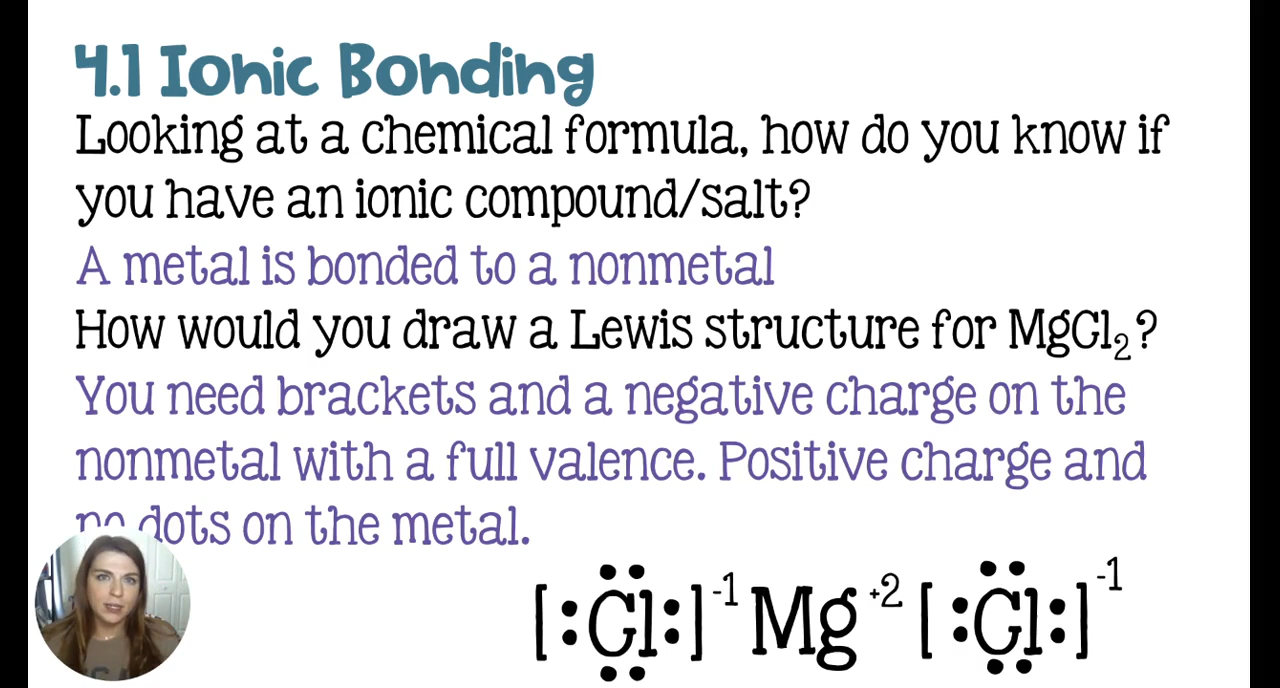 4.1 Ionic Bonding
Looking at a chemical formula, how do you know if
you have an ionic compound/salt?
A metal is bonded to a nonmetal
How would you draw a Lewis structure for MgCl₂?
You need brackets and a negative charge on the
nonmetal with a full valence. Positive charge and
no dots on the metal.
[:Cl:]⁻¹ Mg⁺² [:Cl:]⁻¹